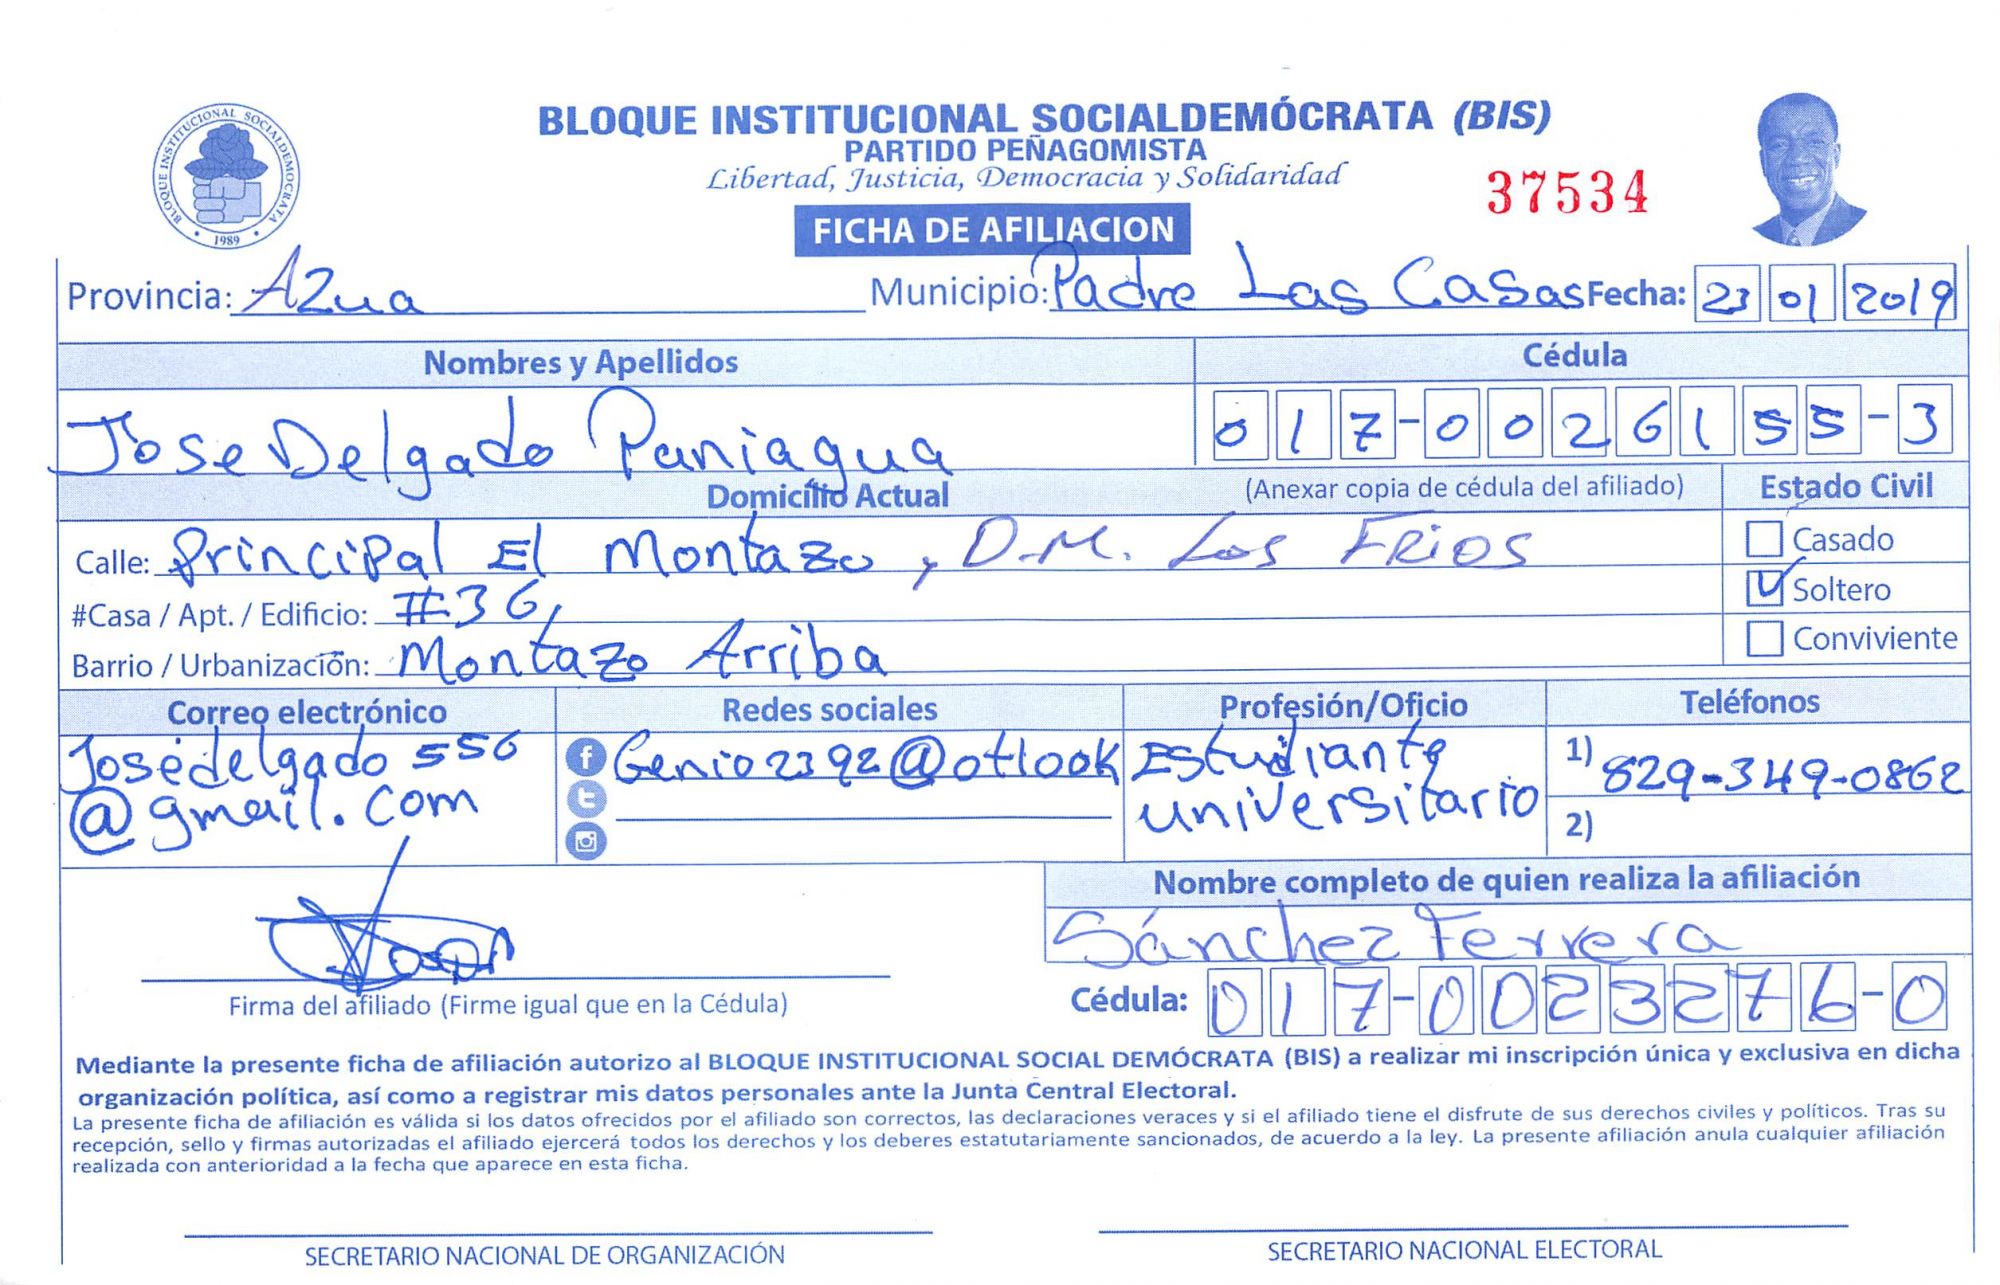 BLOQUE INSTITUCIONAL SOCIALDEMOCRATA
1989
BLOQUE INSTITUCIONAL SOCIALDEMÓCRATA (BIS)
PARTIDO PEÑAGOMISTA
Libertad, Justicia, Democracia y Solidaridad
37534
FICHA DE AFILIACION
Provincia: Azua Municipio: Padre Las Casas Fecha: 23 01 2019
Nombres y Apellidos Cédula
Jose Delgado Paniagua 017-0026155-3
Domicilio Actual (Anexar copia de cédula del afiliado) Estado Civil
Calle: Principal El Montazo, D.M. Las FRIOS Casado
#Casa / Apt. / Edificio: #36, Soltero
Barrio / Urbanización: Montazo Arriba Conviviente
Correo electrónico Redes sociales Profesión/Oficio Teléfonos
Josedelgado556 Genio2392@otlook Estudiante 1) 829-349-0862
@gmail.com universitario 2)
Nombre completo de quien realiza la afiliación
Sánchez Ferrera
Firma del afiliado (Firme igual que en la Cédula) Cédula: 017-0023276-0
Mediante la presente ficha de afiliación autorizo al BLOQUE INSTITUCIONAL SOCIAL DEMÓCRATA (BIS) a realizar mi inscripción única y exclusiva en dicha
organización política, así como a registrar mis datos personales ante la Junta Central Electoral.
La presente ficha de afiliación es válida si los datos ofrecidos por el afiliado son correctos, las declaraciones veraces y si el afiliado tiene el disfrute de sus derechos civiles y políticos. Tras su
recepción, sello y firmas autorizadas el afiliado ejercerá todos los derechos y los deberes estatutariamente sancionados, de acuerdo a la ley. La presente afiliación anula cualquier afiliación
realizada con anterioridad a la fecha que aparece en esta ficha.
SECRETARIO NACIONAL DE ORGANIZACIÓN SECRETARIO NACIONAL ELECTORAL